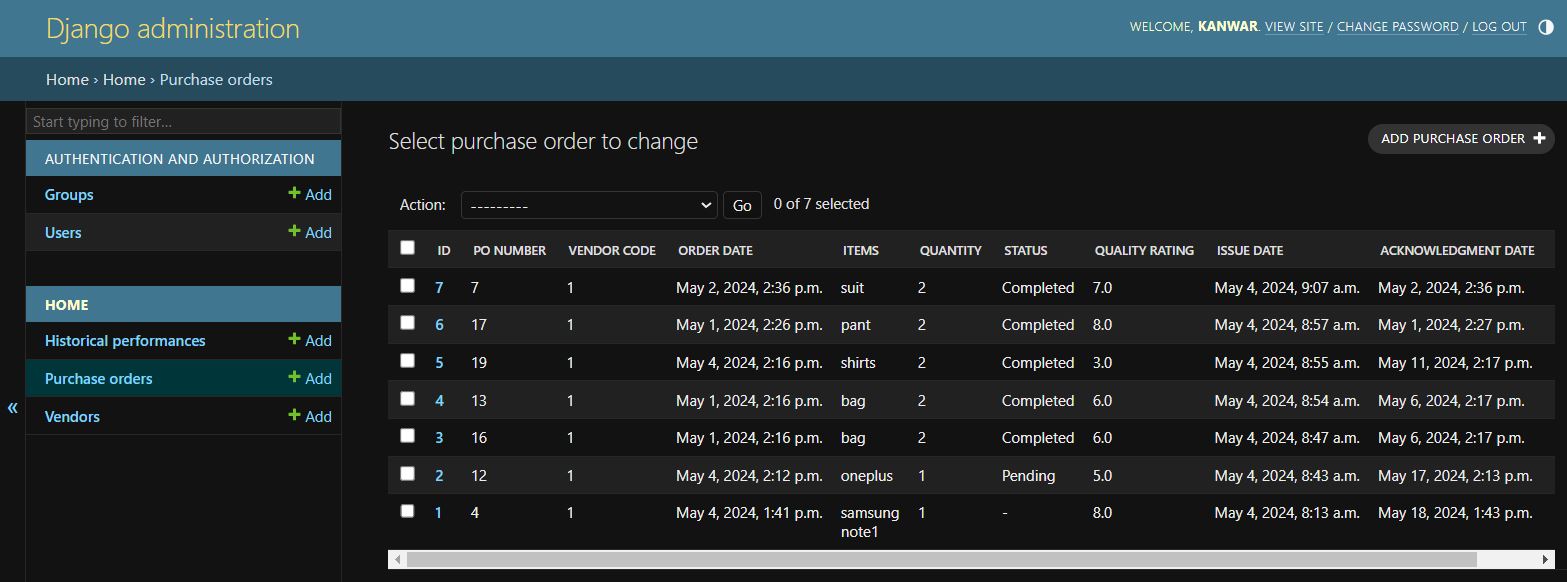 Django administration
WELCOME, KANWAR. VIEW SITE / CHANGE PASSWORD / LOG OUT
Home › Home › Purchase orders
Start typing to filter...
AUTHENTICATION AND AUTHORIZATION
Groups + Add
Users + Add
HOME
Historical performances + Add
Purchase orders + Add
Vendors + Add
«
Select purchase order to change
ADD PURCHASE ORDER +
Action: --------- Go 0 of 7 selected
ID PO NUMBER VENDOR CODE ORDER DATE ITEMS QUANTITY STATUS QUALITY RATING ISSUE DATE ACKNOWLEDGMENT DATE
7 7 1 May 2, 2024, 2:36 p.m. suit 2 Completed 7.0 May 4, 2024, 9:07 a.m. May 2, 2024, 2:36 p.m.
6 17 1 May 1, 2024, 2:26 p.m. pant 2 Completed 8.0 May 4, 2024, 8:57 a.m. May 1, 2024, 2:27 p.m.
5 19 1 May 4, 2024, 2:16 p.m. shirts 2 Completed 3.0 May 4, 2024, 8:55 a.m. May 11, 2024, 2:17 p.m.
4 13 1 May 1, 2024, 2:16 p.m. bag 2 Completed 6.0 May 4, 2024, 8:54 a.m. May 6, 2024, 2:17 p.m.
3 16 1 May 1, 2024, 2:16 p.m. bag 2 Completed 6.0 May 4, 2024, 8:47 a.m. May 6, 2024, 2:17 p.m.
2 12 1 May 4, 2024, 2:12 p.m. oneplus 1 Pending 5.0 May 4, 2024, 8:43 a.m. May 17, 2024, 2:13 p.m.
1 4 1 May 4, 2024, 1:41 p.m. samsung 1 - 8.0 May 4, 2024, 8:13 a.m. May 18, 2024, 1:43 p.m.
note1